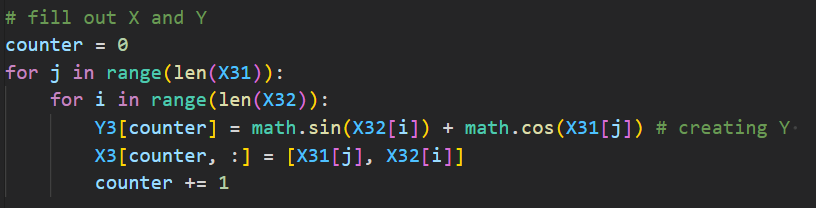 # fill out X and Y
counter = 0
for j in range(len(X31)):
    for i in range(len(X32)):
        Y3[counter] = math.sin(X32[i]) + math.cos(X31[j]) # creating Y
        X3[counter, :] = [X31[j], X32[i]]
        counter += 1